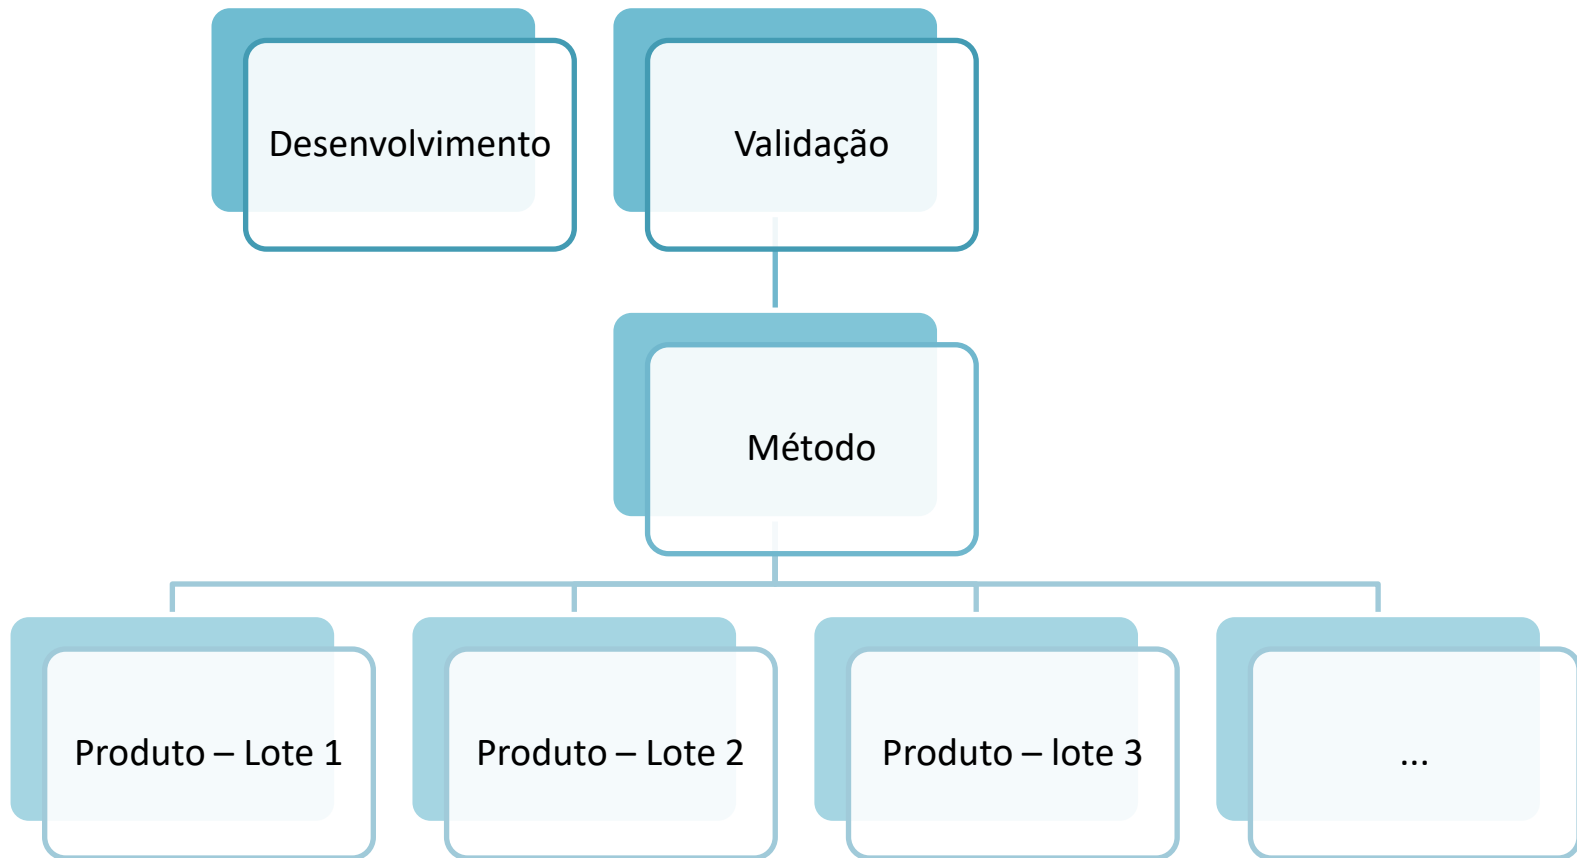 Desenvolvimento
Validação
Método
Produto – Lote 1
Produto – Lote 2
Produto – lote 3
...